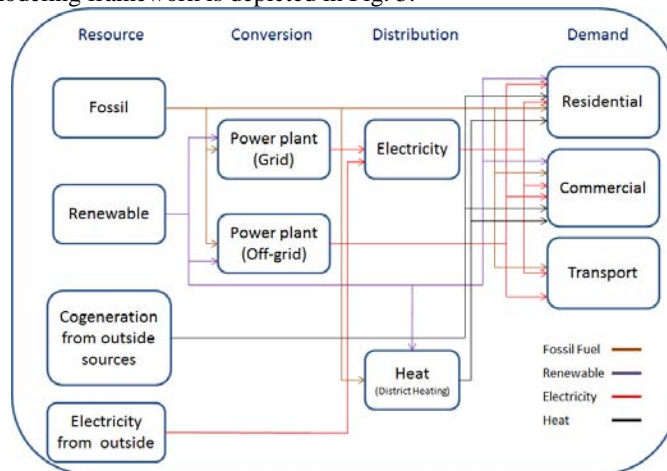 modeling framework is depicted in Fig. 3.
Resource Conversion Distribution Demand
Fossil
Renewable
Cogeneration
from outside
sources
Electricity
from outside
Power plant
(Grid)
Power plant
(Off-grid)
Electricity
Heat
(District Heating)
Residential
Commercial
Transport
Fossil Fuel
Renewable
Electricity
Heat